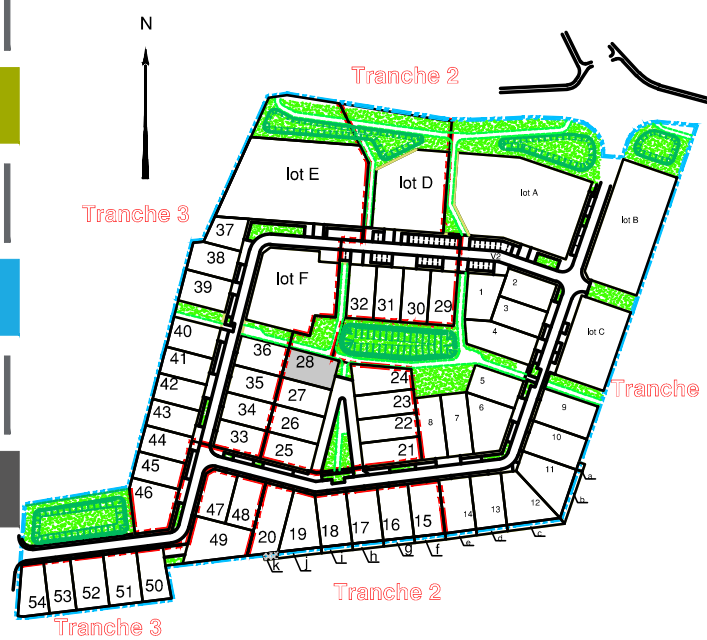 N
Tranche 2
lot E
lot D
lot A
lot B
Tranche 3
37
38
39
V2
lot F
32
31
30
29
1
2
3
4
lot C
40
41
42
43
44
45
46
36
35
34
33
28
27
26
25
24
23
22
21
8
7
5
6
Tranche
9
10
11
12
13
14
a
b
c
d
e
47
48
49
20
19
18
17
16
15
k
j
i
h
g
f
54
53
52
51
50
Tranche 2
Tranche 3